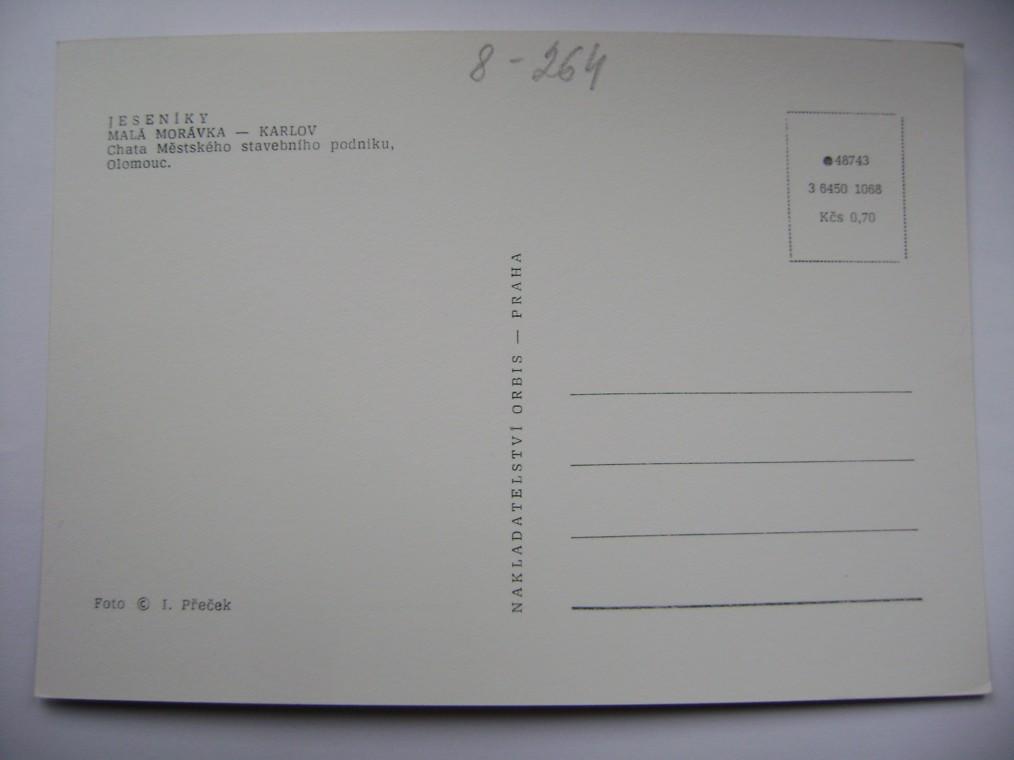 8-264
JESENÍKY
MALÁ MORÁVKA — KARLOV
Chata Městského stavebního podniku,
Olomouc.
48743
3 6450 1068
Kčs 0,70
NAKLADATELSTVÍ ORBIS — PRAHA
Foto © I. Přeček